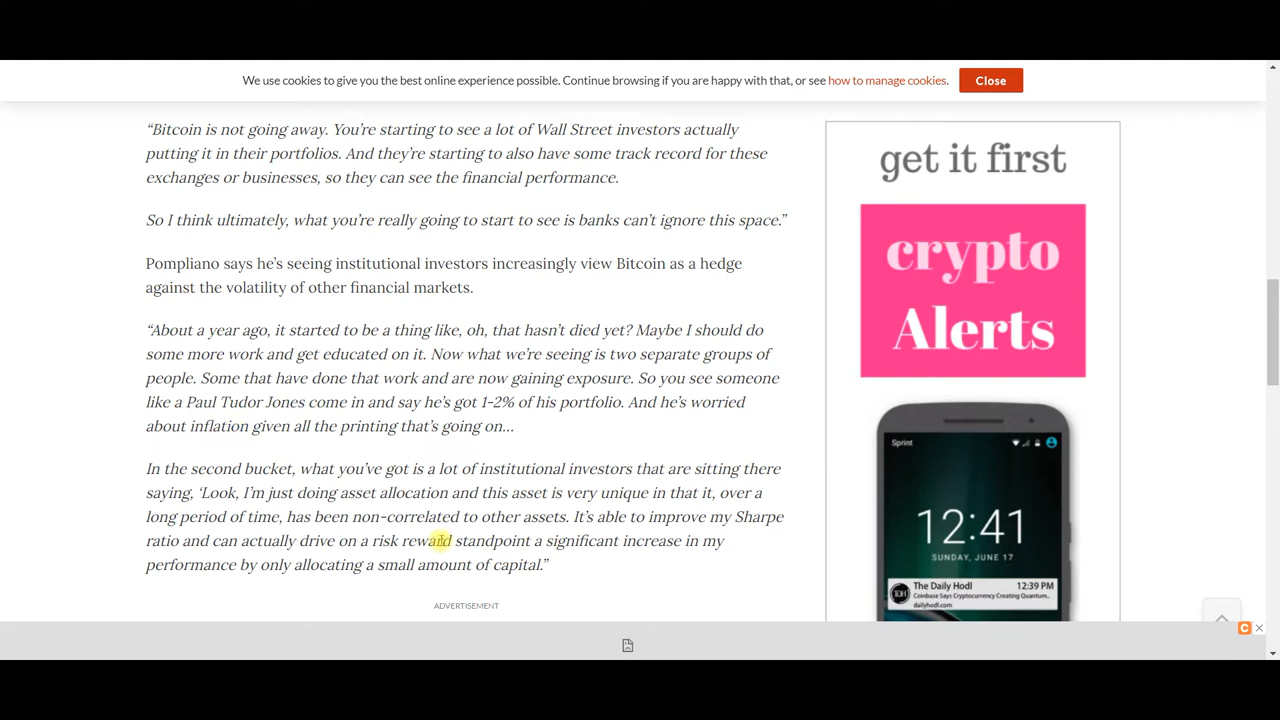 We use cookies to give you the best online experience possible. Continue browsing if you are happy with that, or see how to manage cookies.
Close
“Bitcoin is not going away. You’re starting to see a lot of Wall Street investors actually
putting it in their portfolios. And they’re starting to also have some track record for these
exchanges or businesses, so they can see the financial performance.
So I think ultimately, what you’re really going to start to see is banks can’t ignore this space.”
Pompliano says he’s seeing institutional investors increasingly view Bitcoin as a hedge
against the volatility of other financial markets.
“About a year ago, it started to be a thing like, oh, that hasn’t died yet? Maybe I should do
some more work and get educated on it. Now what we’re seeing is two separate groups of
people. Some that have done that work and are now gaining exposure. So you see someone
like a Paul Tudor Jones come in and say he’s got 1-2% of his portfolio. And he’s worried
about inflation given all the printing that’s going on…
In the second bucket, what you’ve got is a lot of institutional investors that are sitting there
saying, ‘Look, I’m just doing asset allocation and this asset is very unique in that it, over a
long period of time, has been non-correlated to other assets. It’s able to improve my Sharpe
ratio and can actually drive on a risk reward standpoint a significant increase in my
performance by only allocating a small amount of capital.”
ADVERTISEMENT
get it first
crypto
Alerts
Sprint
12:41
SUNDAY, JUNE 17
The Daily Hodl 12:39 PM
Coinbase Says Cryptocurrency Creating Quantum..
dailyhodl.com
TDH
C